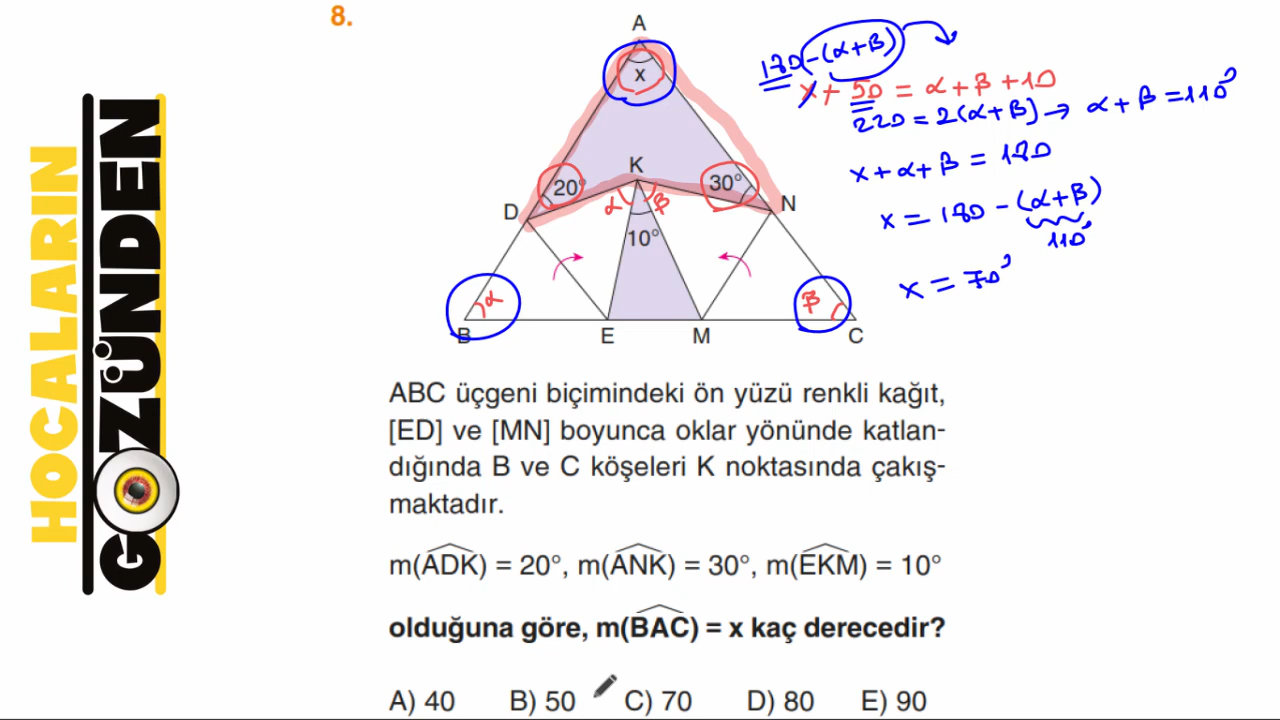 HOCALARIN
GÖZÜNDEN
8.
A
x
20°
K
30°
D
N
α
β
10°
α
β
B
E
M
C
180-(α+β)
x+50 = α+β+10
220=2(α+β) → α+β=110°
x+α+β=180
x=180-(α+β)
110°
x=70°
ABC üçgeni biçimindeki ön yüzü renkli kağıt,
[ED] ve [MN] boyunca oklar yönünde katlan-
dığında B ve C köşeleri K noktasında çakış-
maktadır.
m(ADK) = 20°, m(ANK) = 30°, m(EKM) = 10°
olduğuna göre, m(BAC) = x kaç derecedir?
A) 40 B) 50 C) 70 D) 80 E) 90